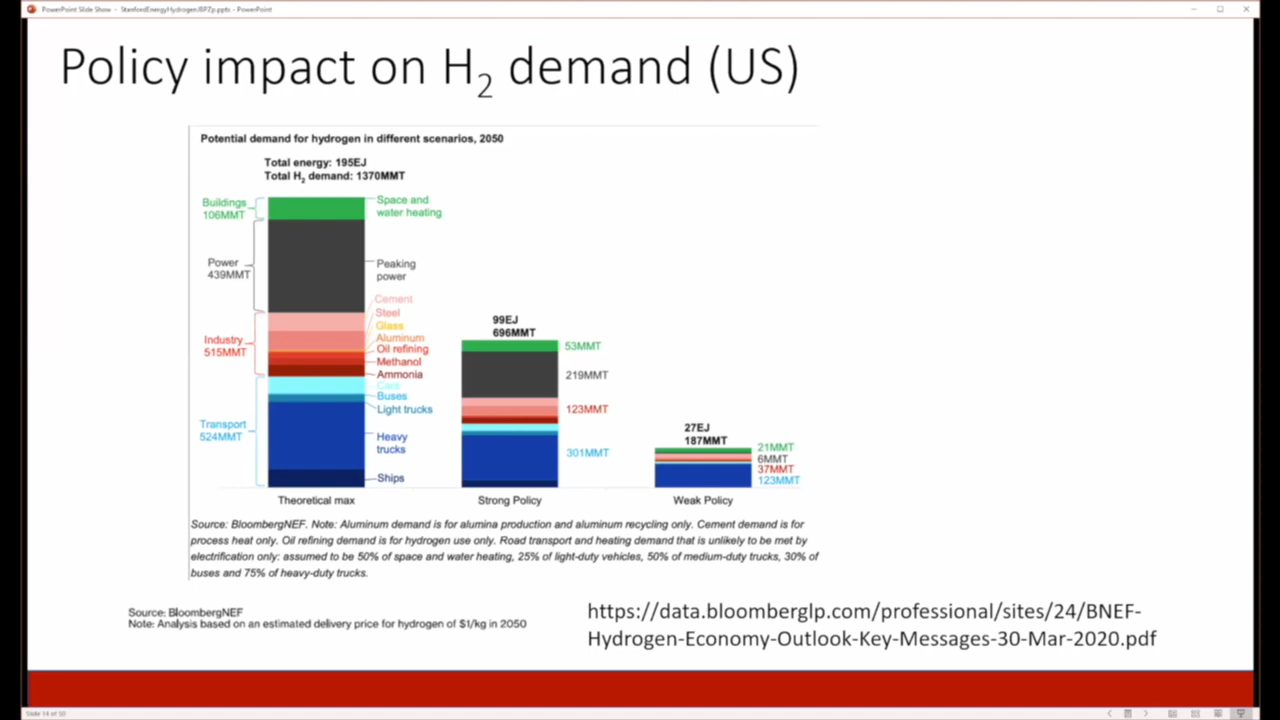 PowerPoint Slide Show - StanfordEnergyHydrogenJBPZp.pptx - PowerPoint
Policy impact on H2 demand (US)
Potential demand for hydrogen in different scenarios, 2050
Total energy: 195EJ
Total H2 demand: 1370MMT
Buildings
106MMT
Space and
water heating
Power
439MMT
Peaking
power
Industry
515MMT
Cement
Steel
Glass
Aluminum
Oil refining
Methanol
Ammonia
Cars
Buses
Light trucks
Transport
524MMT
Heavy
trucks
Ships
99EJ
696MMT
53MMT
219MMT
123MMT
301MMT
27EJ
187MMT
21MMT
6MMT
37MMT
123MMT
Theoretical max
Strong Policy
Weak Policy
Source: BloombergNEF. Note: Aluminum demand is for alumina production and aluminum recycling only. Cement demand is for
process heat only. Oil refining demand is for hydrogen use only. Road transport and heating demand that is unlikely to be met by
electrification only: assumed to be 50% of space and water heating, 25% of light-duty vehicles, 50% of medium-duty trucks, 30% of
buses and 75% of heavy-duty trucks.
Source: BloombergNEF
Note: Analysis based on an estimated delivery price for hydrogen of $1/kg in 2050
https://data.bloomberglp.com/professional/sites/24/BNEF-
Hydrogen-Economy-Outlook-Key-Messages-30-Mar-2020.pdf
Slide 14 of 50